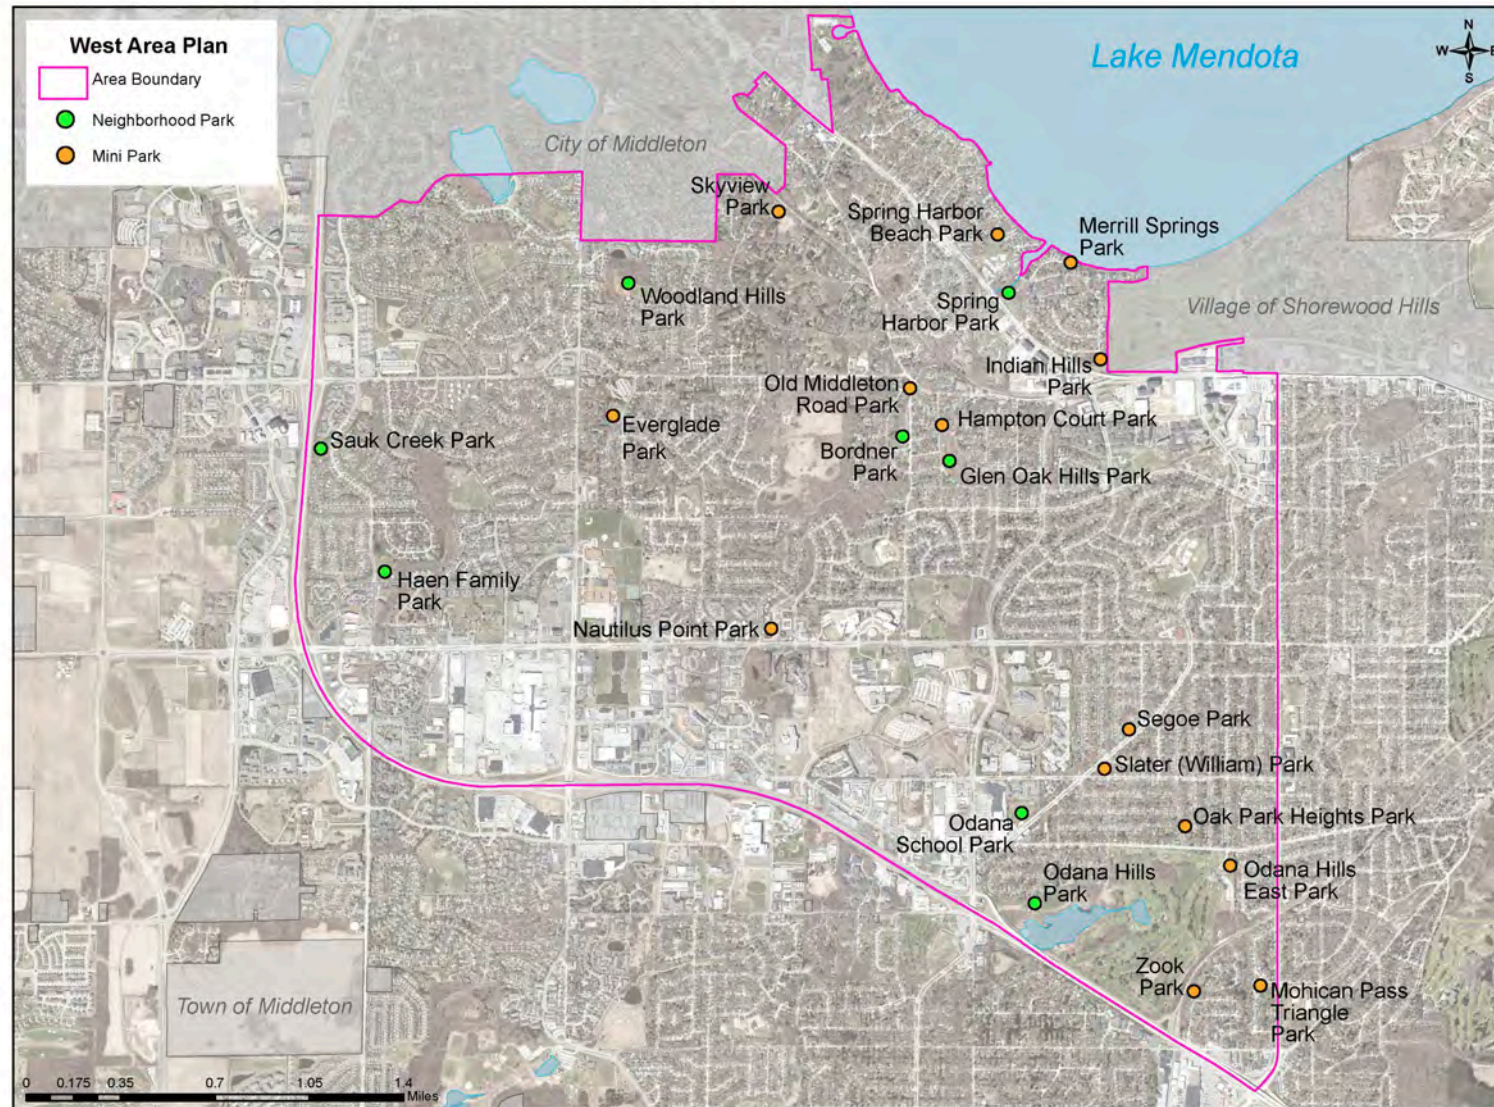 West Area Plan
Area Boundary
Neighborhood Park
Mini Park
N
W
E
S
Lake Mendota
City of Middleton
Skyview
Park
Spring Harbor
Beach Park
Merrill Springs
Park
Woodland Hills
Park
Spring
Harbor Park
Village of Shorewood Hills
Indian Hills
Park
Old Middleton
Road Park
Hampton Court Park
Everglade
Park
Sauk Creek Park
Bordner
Park
Glen Oak Hills Park
Haen Family
Park
Nautilus Point Park
Segoe Park
Slater (William) Park
Odana
School Park
Oak Park Heights Park
Odana Hills
Park
Odana Hills
East Park
Zook
Park
Mohican Pass
Triangle
Park
Town of Middleton
0 0.175 0.35 0.7 1.05 1.4
Miles